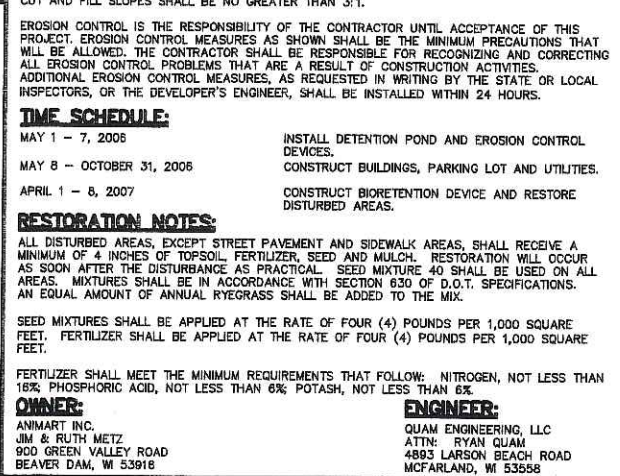 CUT AND FILL SLOPES SHALL BE NO GREATER THAN 3:1.
EROSION CONTROL IS THE RESPONSIBILITY OF THE CONTRACTOR UNTIL ACCEPTANCE OF THIS
PROJECT. EROSION CONTROL MEASURES AS SHOWN SHALL BE THE MINIMUM PRECAUTIONS THAT
WILL BE ALLOWED. THE CONTRACTOR SHALL BE RESPONSIBLE FOR RECOGNIZING AND CORRECTING
ALL EROSION CONTROL PROBLEMS THAT ARE A RESULT OF CONSTRUCTION ACTIVITIES.
ADDITIONAL EROSION CONTROL MEASURES, AS REQUESTED IN WRITING BY THE STATE OR LOCAL
INSPECTORS, OR THE DEVELOPER'S ENGINEER, SHALL BE INSTALLED WITHIN 24 HOURS.
TIME SCHEDULE:
MAY 1 - 7, 2006 INSTALL DETENTION POND AND EROSION CONTROL
DEVICES.
MAY 8 - OCTOBER 31, 2006 CONSTRUCT BUILDINGS, PARKING LOT AND UTILITIES.
APRIL 1 - 8, 2007 CONSTRUCT BIORETENTION DEVICE AND RESTORE
DISTURBED AREAS.
RESTORATION NOTES:
ALL DISTURBED AREAS, EXCEPT STREET PAVEMENT AND SIDEWALK AREAS, SHALL RECEIVE A
MINIMUM OF 4 INCHES OF TOPSOIL, FERTILIZER, SEED AND MULCH. RESTORATION WILL OCCUR
AS SOON AFTER THE DISTURBANCE AS PRACTICAL. SEED MIXTURE 40 SHALL BE USED ON ALL
AREAS. MIXTURES SHALL BE IN ACCORDANCE WITH SECTION 630 OF D.O.T. SPECIFICATIONS.
AN EQUAL AMOUNT OF ANNUAL RYEGRASS SHALL BE ADDED TO THE MIX.
SEED MIXTURES SHALL BE APPLIED AT THE RATE OF FOUR (4) POUNDS PER 1,000 SQUARE
FEET. FERTILIZER SHALL BE APPLIED AT THE RATE OF FOUR (4) POUNDS PER 1,000 SQUARE
FEET.
FERTILIZER SHALL MEET THE MINIMUM REQUIREMENTS THAT FOLLOW: NITROGEN, NOT LESS THAN
16%; PHOSPHORIC ACID, NOT LESS THAN 6%; POTASH, NOT LESS THAN 6%.
OWNER:
ANIMART INC.
JIM & RUTH METZ
900 GREEN VALLEY ROAD
BEAVER DAM, WI 53916
ENGINEER:
QUAM ENGINEERING, LLC
ATTN: RYAN QUAM
4893 LARSON BEACH ROAD
MCFARLAND, WI 53558